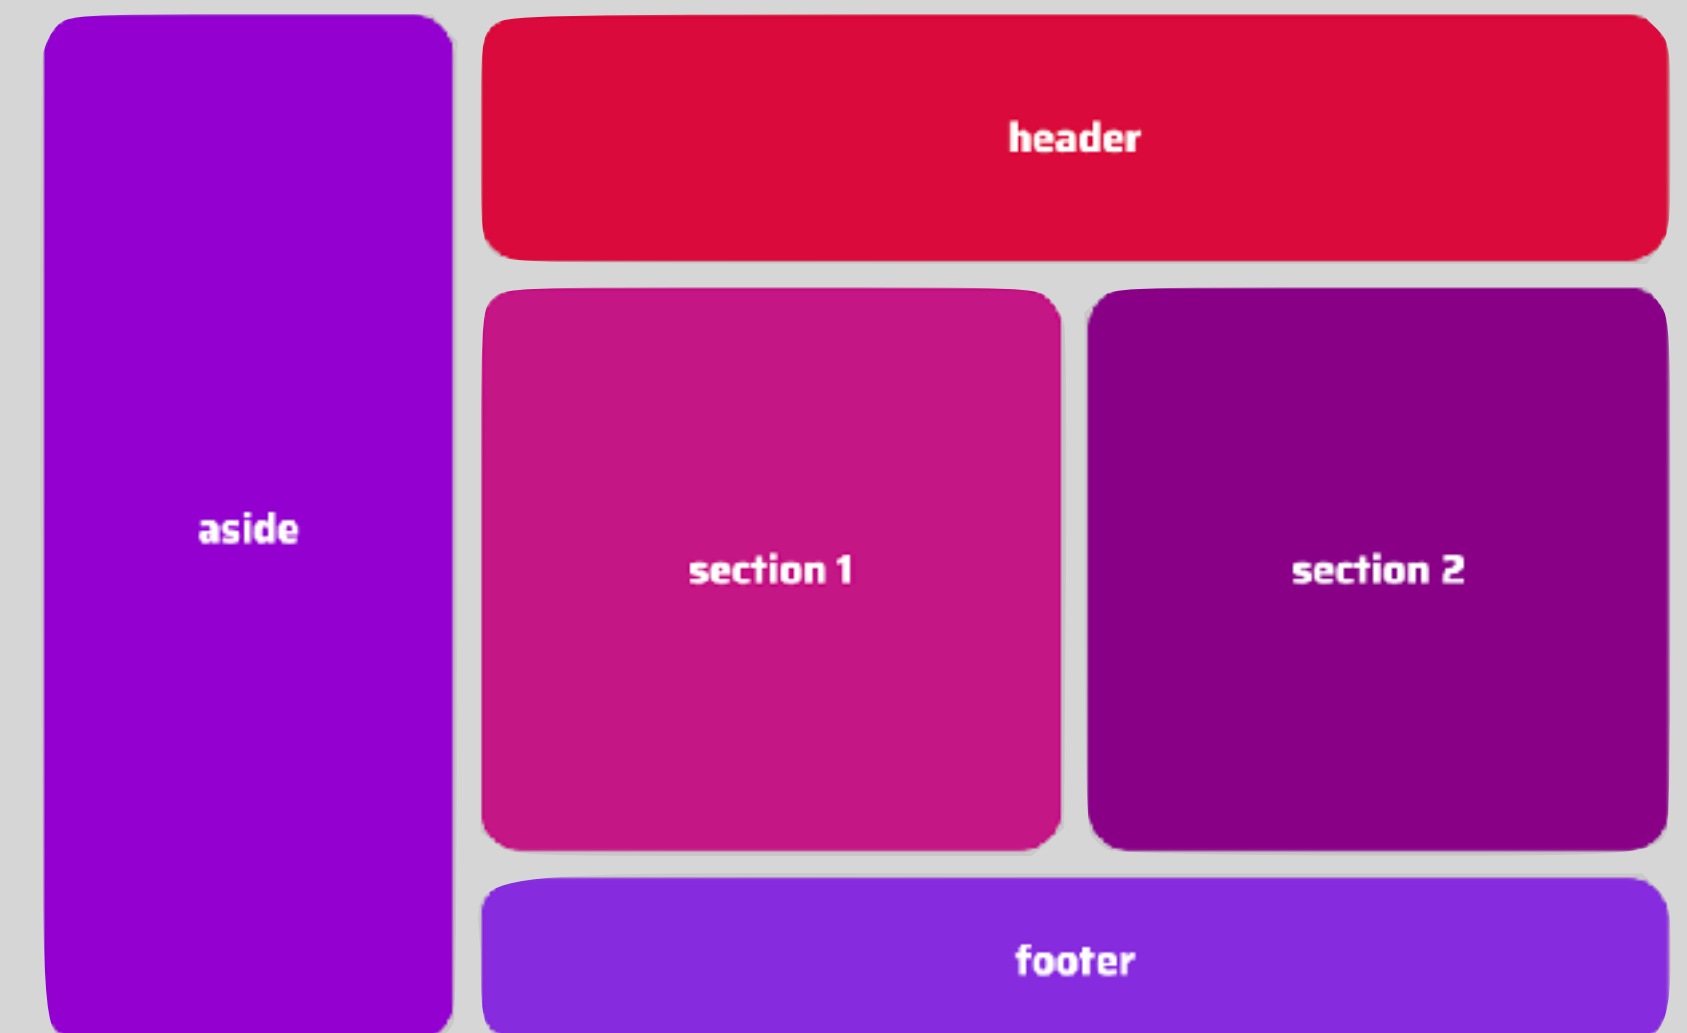 header
aside
section 1
section 2
footer